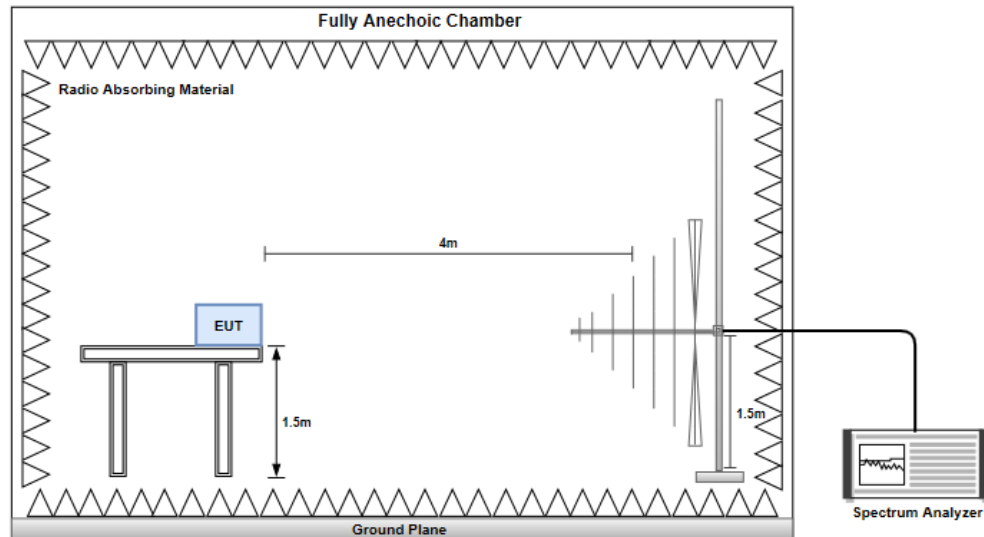 Fully Anechoic Chamber
Radio Absorbing Material
4m
EUT
1.5m
1.5m
Spectrum Analyzer
Ground Plane